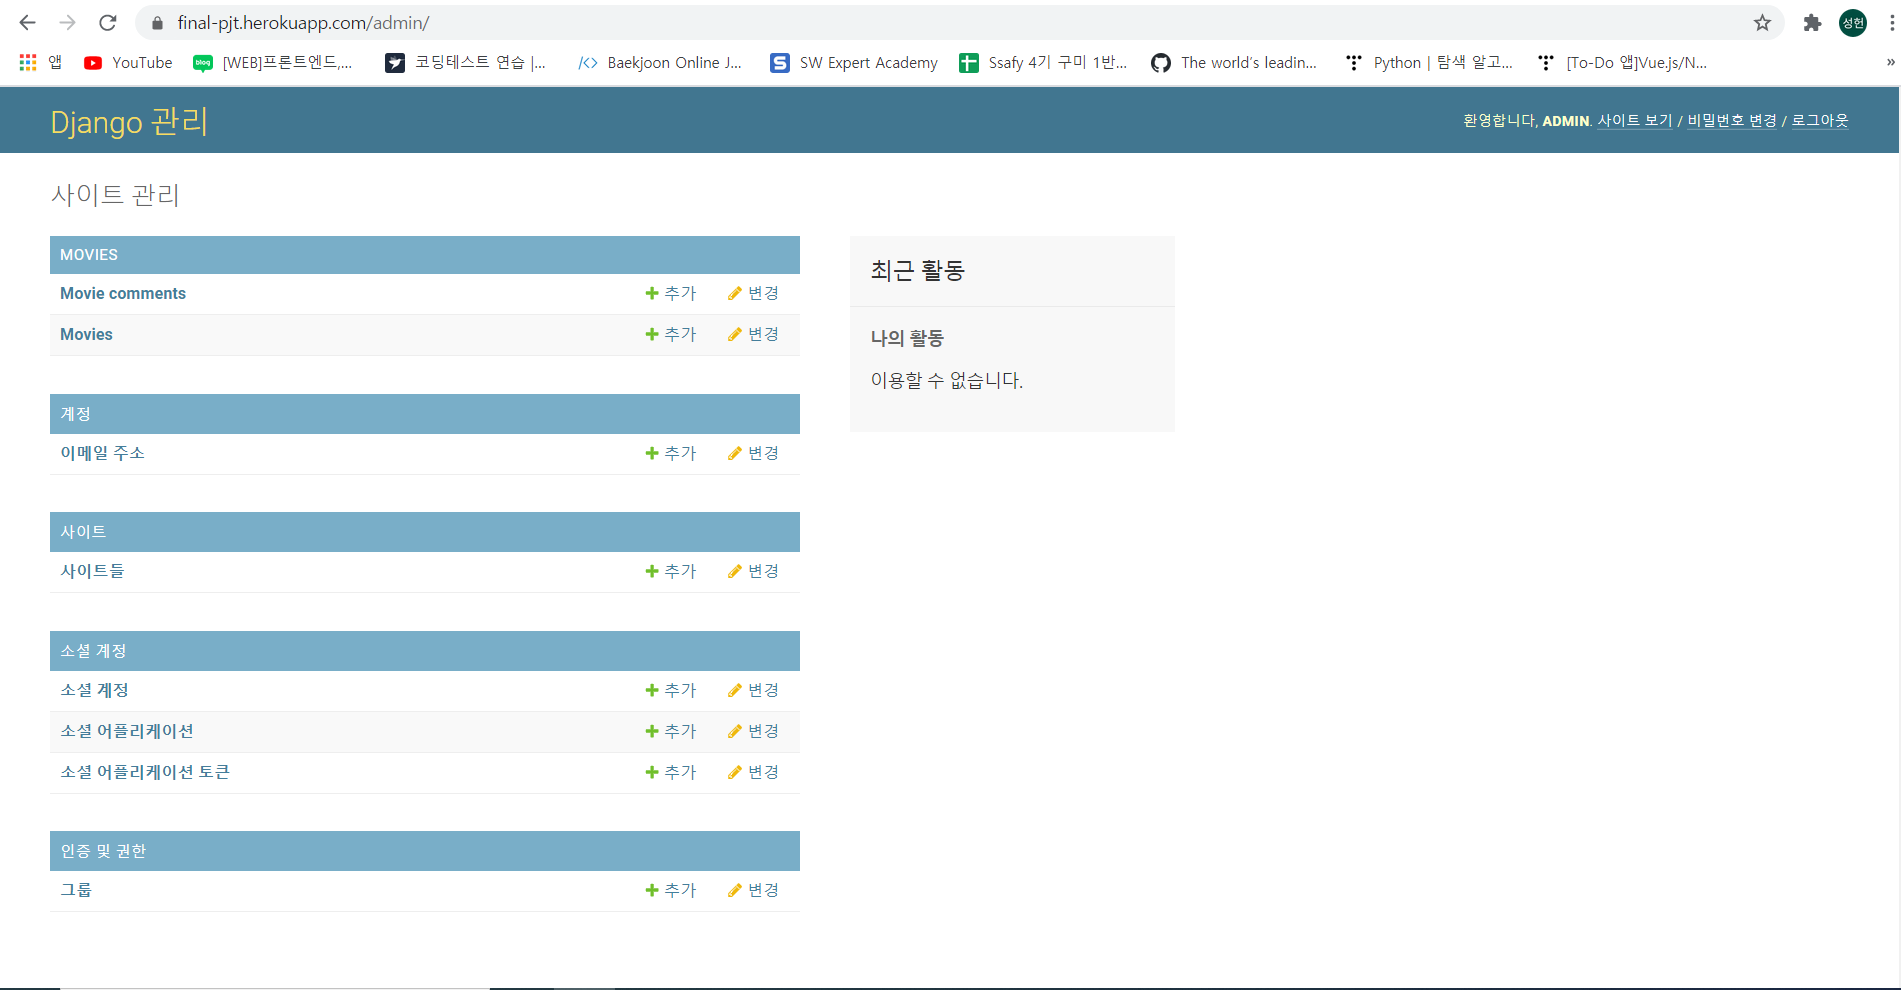 final-pjt.herokuapp.com/admin/ 성헌
앱 YouTube blog [WEB]프론트엔드,... 코딩테스트 연습 |... Baekjoon Online J... S SW Expert Academy Ssafy 4기 구미 1반... The world's leadin... Python | 탐색 알고... [To-Do 앱]Vue.js/N... »
Django 관리 환영합니다, ADMIN. 사이트 보기 / 비밀번호 변경 / 로그아웃
사이트 관리
MOVIES
Movie comments 추가 변경
Movies 추가 변경
계정
이메일 주소 추가 변경
사이트
사이트들 추가 변경
소셜 계정
소셜 계정 추가 변경
소셜 어플리케이션 추가 변경
소셜 어플리케이션 토큰 추가 변경
인증 및 권한
그룹 추가 변경
최근 활동
나의 활동
이용할 수 없습니다.